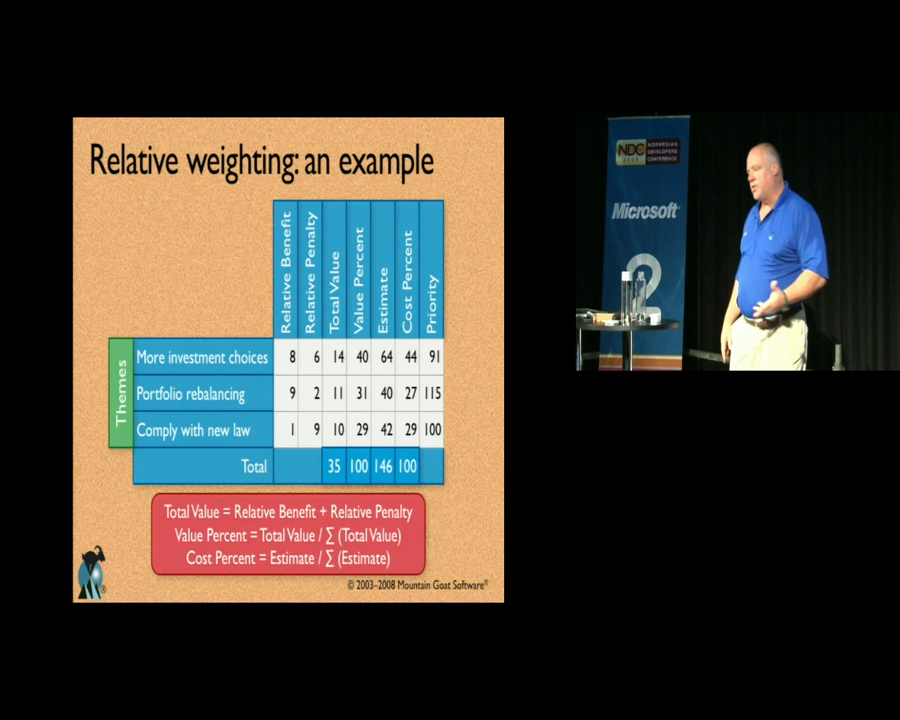 Relative weighting: an example
Relative Benefit
Relative Penalty
Total Value
Value Percent
Estimate
Cost Percent
Priority
Themes
More investment choices 8 6 14 40 64 44 91
Portfolio rebalancing 9 2 11 31 40 27 115
Comply with new law 1 9 10 29 42 29 100
Total 35 100 146 100
Total Value = Relative Benefit + Relative Penalty
Value Percent = Total Value / ∑ (Total Value)
Cost Percent = Estimate / ∑ (Estimate)
© 2003–2008 Mountain Goat Software®
NDC
NORWEGIAN
DEVELOPERS
CONFERENCE
Microsoft
2